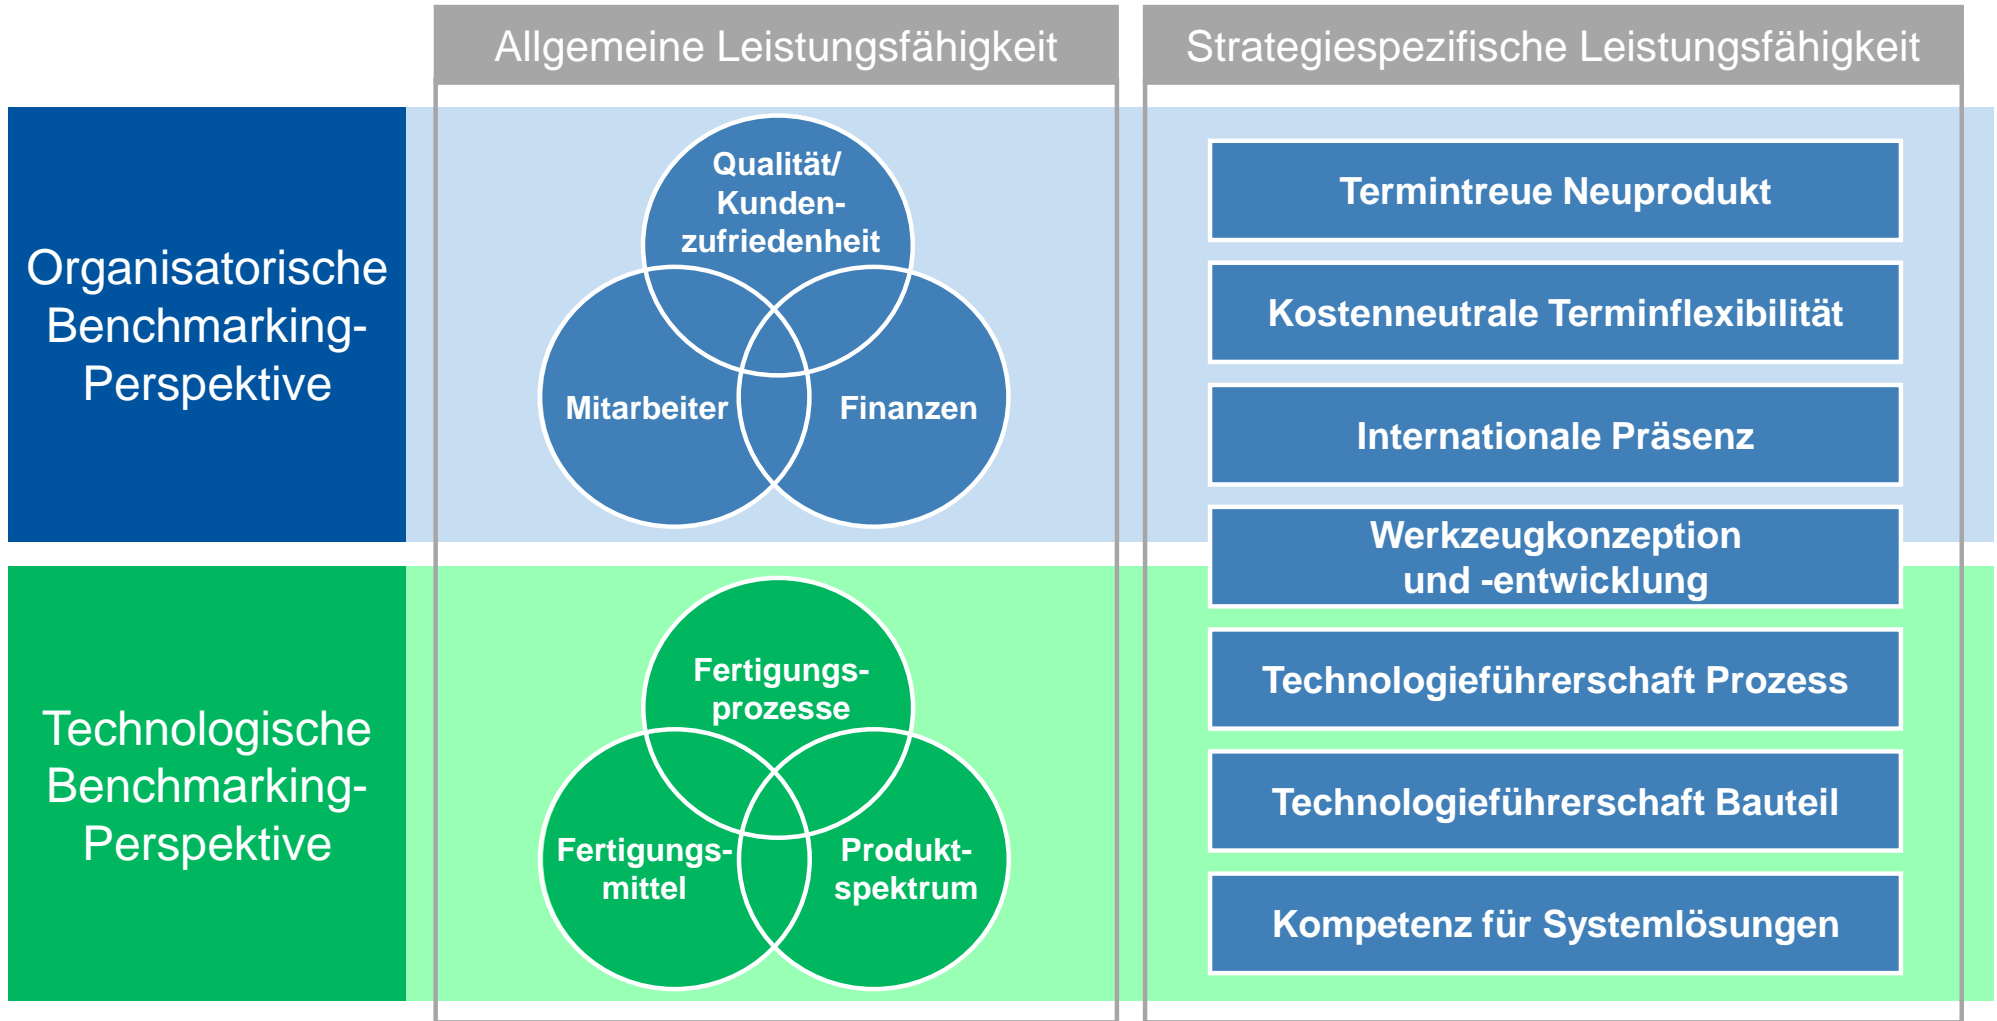 Allgemeine Leistungsfähigkeit
Strategiespezifische Leistungsfähigkeit
Organisatorische
Benchmarking-
Perspektive
Qualität/
Kunden-
zufriedenheit
Mitarbeiter
Finanzen
Termintreue Neuprodukt
Kostenneutrale Terminflexibilität
Internationale Präsenz
Werkzeugkonzeption
und -entwicklung
Technologische
Benchmarking-
Perspektive
Fertigungs-
prozesse
Fertigungs-
mittel
Produkt-
spektrum
Technologieführerschaft Prozess
Technologieführerschaft Bauteil
Kompetenz für Systemlösungen